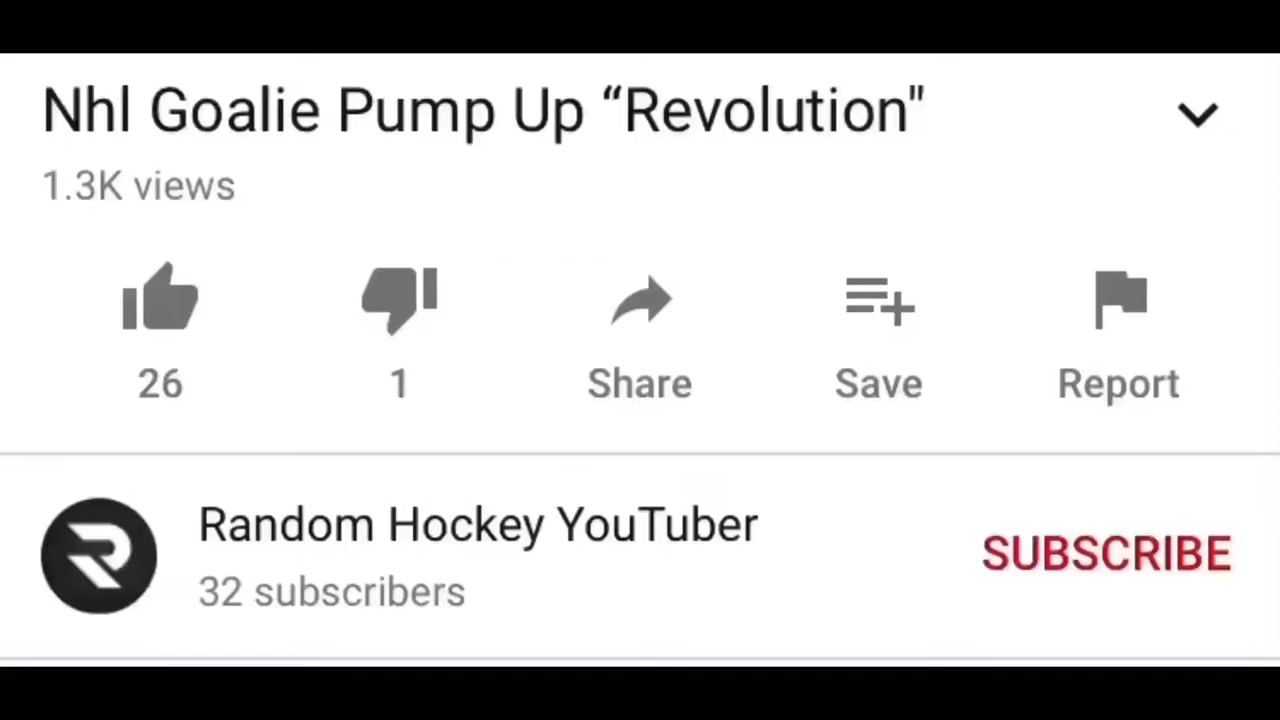 Nhl Goalie Pump Up “Revolution"
1.3K views
26
1
Share
Save
Report
Random Hockey YouTuber
SUBSCRIBE
32 subscribers